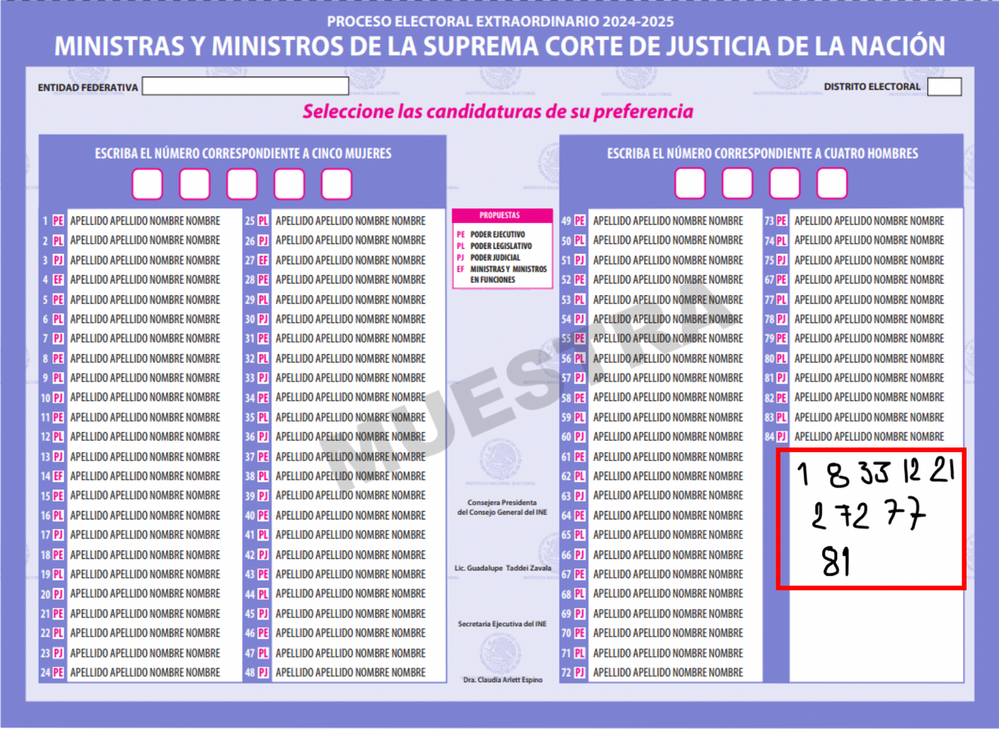 PROCESO ELECTORAL EXTRAORDINARIO 2024-2025
MINISTRAS Y MINISTROS DE LA SUPREMA CORTE DE JUSTICIA DE LA NACIÓN
ENTIDAD FEDERATIVA
DISTRITO ELECTORAL
Seleccione las candidaturas de su preferencia
ESCRIBA EL NÚMERO CORRESPONDIENTE A CINCO MUJERES
1 PE APELLIDO APELLIDO NOMBRE NOMBRE
2 PL APELLIDO APELLIDO NOMBRE NOMBRE
3 PJ APELLIDO APELLIDO NOMBRE NOMBRE
4 EF APELLIDO APELLIDO NOMBRE NOMBRE
5 PE APELLIDO APELLIDO NOMBRE NOMBRE
6 PL APELLIDO APELLIDO NOMBRE NOMBRE
7 PJ APELLIDO APELLIDO NOMBRE NOMBRE
8 PE APELLIDO APELLIDO NOMBRE NOMBRE
9 PL APELLIDO APELLIDO NOMBRE NOMBRE
10 PJ APELLIDO APELLIDO NOMBRE NOMBRE
11 PE APELLIDO APELLIDO NOMBRE NOMBRE
12 PL APELLIDO APELLIDO NOMBRE NOMBRE
13 PJ APELLIDO APELLIDO NOMBRE NOMBRE
14 EF APELLIDO APELLIDO NOMBRE NOMBRE
15 PE APELLIDO APELLIDO NOMBRE NOMBRE
16 PL APELLIDO APELLIDO NOMBRE NOMBRE
17 PJ APELLIDO APELLIDO NOMBRE NOMBRE
18 PE APELLIDO APELLIDO NOMBRE NOMBRE
19 PL APELLIDO APELLIDO NOMBRE NOMBRE
20 PJ APELLIDO APELLIDO NOMBRE NOMBRE
21 PE APELLIDO APELLIDO NOMBRE NOMBRE
22 PL APELLIDO APELLIDO NOMBRE NOMBRE
23 PJ APELLIDO APELLIDO NOMBRE NOMBRE
24 PE APELLIDO APELLIDO NOMBRE NOMBRE
25 PL APELLIDO APELLIDO NOMBRE NOMBRE
26 PJ APELLIDO APELLIDO NOMBRE NOMBRE
27 EF APELLIDO APELLIDO NOMBRE NOMBRE
28 PE APELLIDO APELLIDO NOMBRE NOMBRE
29 PL APELLIDO APELLIDO NOMBRE NOMBRE
30 PJ APELLIDO APELLIDO NOMBRE NOMBRE
31 PE APELLIDO APELLIDO NOMBRE NOMBRE
32 PL APELLIDO APELLIDO NOMBRE NOMBRE
33 PJ APELLIDO APELLIDO NOMBRE NOMBRE
34 PE APELLIDO APELLIDO NOMBRE NOMBRE
35 PL APELLIDO APELLIDO NOMBRE NOMBRE
36 PJ APELLIDO APELLIDO NOMBRE NOMBRE
37 PE APELLIDO APELLIDO NOMBRE NOMBRE
38 PL APELLIDO APELLIDO NOMBRE NOMBRE
39 PJ APELLIDO APELLIDO NOMBRE NOMBRE
40 PE APELLIDO APELLIDO NOMBRE NOMBRE
41 PL APELLIDO APELLIDO NOMBRE NOMBRE
42 PJ APELLIDO APELLIDO NOMBRE NOMBRE
43 PE APELLIDO APELLIDO NOMBRE NOMBRE
44 PL APELLIDO APELLIDO NOMBRE NOMBRE
45 PJ APELLIDO APELLIDO NOMBRE NOMBRE
46 PE APELLIDO APELLIDO NOMBRE NOMBRE
47 PL APELLIDO APELLIDO NOMBRE NOMBRE
48 PJ APELLIDO APELLIDO NOMBRE NOMBRE
PROPUESTAS
PE PODER EJECUTIVO
PL PODER LEGISLATIVO
PJ PODER JUDICIAL
EF MINISTRAS Y MINISTROS
EN FUNCIONES
MUESTRA
INSTITUTO NACIONAL ELECTORAL
Consejera Presidenta
del Consejo General del INE
Lic. Guadalupe Taddei Zavala
Secretaria Ejecutiva del INE
Dra. Claudia Arlett Espino
ESCRIBA EL NÚMERO CORRESPONDIENTE A CUATRO HOMBRES
49 PE APELLIDO APELLIDO NOMBRE NOMBRE
50 PL APELLIDO APELLIDO NOMBRE NOMBRE
51 PJ APELLIDO APELLIDO NOMBRE NOMBRE
52 PE APELLIDO APELLIDO NOMBRE NOMBRE
53 PL APELLIDO APELLIDO NOMBRE NOMBRE
54 PJ APELLIDO APELLIDO NOMBRE NOMBRE
55 PE APELLIDO APELLIDO NOMBRE NOMBRE
56 PL APELLIDO APELLIDO NOMBRE NOMBRE
57 PJ APELLIDO APELLIDO NOMBRE NOMBRE
58 PE APELLIDO APELLIDO NOMBRE NOMBRE
59 PL APELLIDO APELLIDO NOMBRE NOMBRE
60 PJ APELLIDO APELLIDO NOMBRE NOMBRE
61 PE APELLIDO APELLIDO NOMBRE NOMBRE
62 PL APELLIDO APELLIDO NOMBRE NOMBRE
63 PJ APELLIDO APELLIDO NOMBRE NOMBRE
64 PE APELLIDO APELLIDO NOMBRE NOMBRE
65 PL APELLIDO APELLIDO NOMBRE NOMBRE
66 PJ APELLIDO APELLIDO NOMBRE NOMBRE
67 PE APELLIDO APELLIDO NOMBRE NOMBRE
68 PL APELLIDO APELLIDO NOMBRE NOMBRE
69 PJ APELLIDO APELLIDO NOMBRE NOMBRE
70 PE APELLIDO APELLIDO NOMBRE NOMBRE
71 PL APELLIDO APELLIDO NOMBRE NOMBRE
72 PJ APELLIDO APELLIDO NOMBRE NOMBRE
73 PE APELLIDO APELLIDO NOMBRE NOMBRE
74 PL APELLIDO APELLIDO NOMBRE NOMBRE
75 PJ APELLIDO APELLIDO NOMBRE NOMBRE
67 PE APELLIDO APELLIDO NOMBRE NOMBRE
77 PL APELLIDO APELLIDO NOMBRE NOMBRE
78 PJ APELLIDO APELLIDO NOMBRE NOMBRE
79 PE APELLIDO APELLIDO NOMBRE NOMBRE
80 PL APELLIDO APELLIDO NOMBRE NOMBRE
81 PJ APELLIDO APELLIDO NOMBRE NOMBRE
82 PE APELLIDO APELLIDO NOMBRE NOMBRE
83 PL APELLIDO APELLIDO NOMBRE NOMBRE
84 PJ APELLIDO APELLIDO NOMBRE NOMBRE
1 8 33 12 21
2 72 77
81